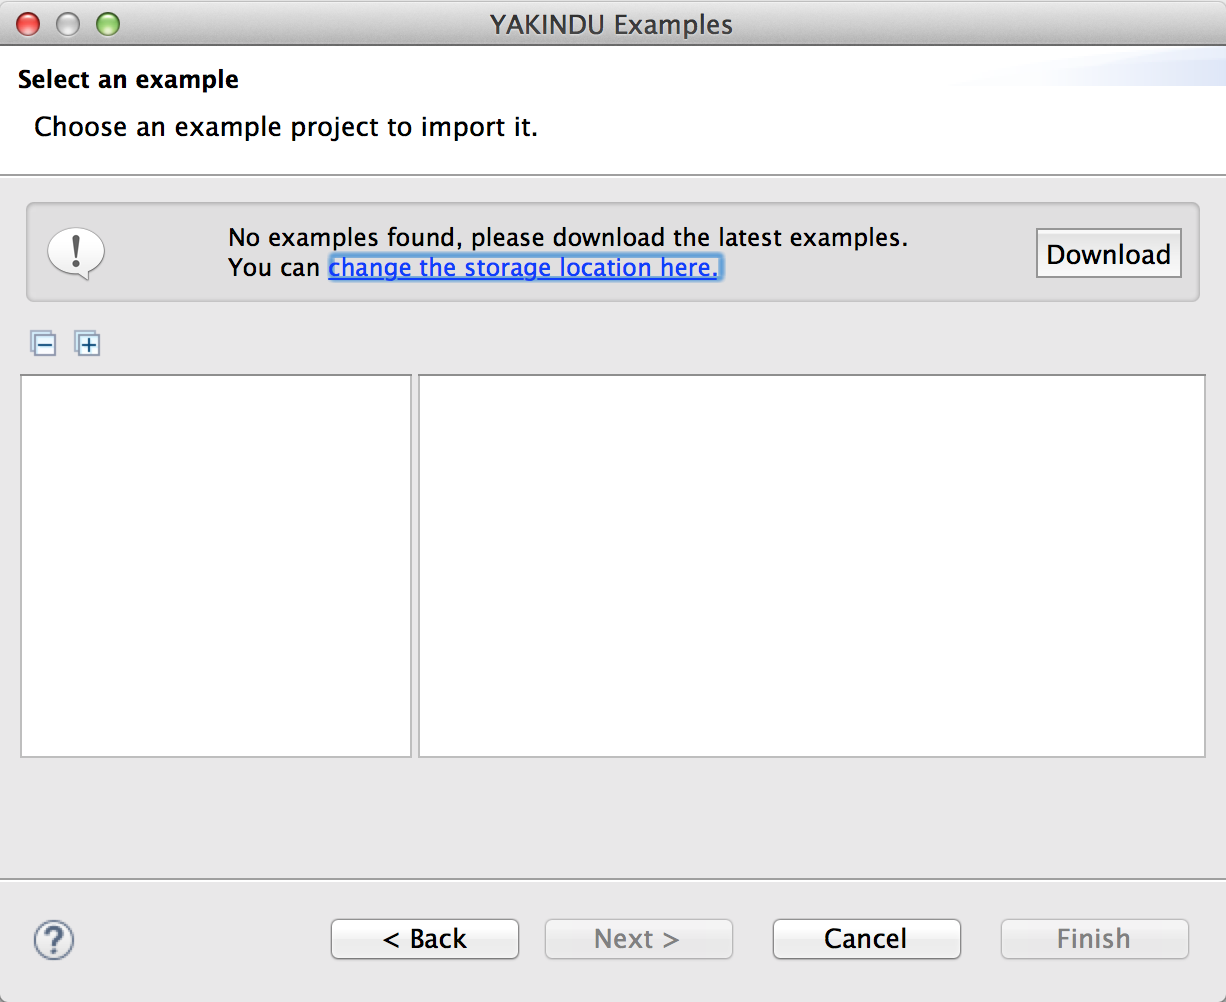 YAKINDU Examples
Select an example
Choose an example project to import it.
No examples found, please download the latest examples.
You can change the storage location here.
Download
< Back
Next >
Cancel
Finish